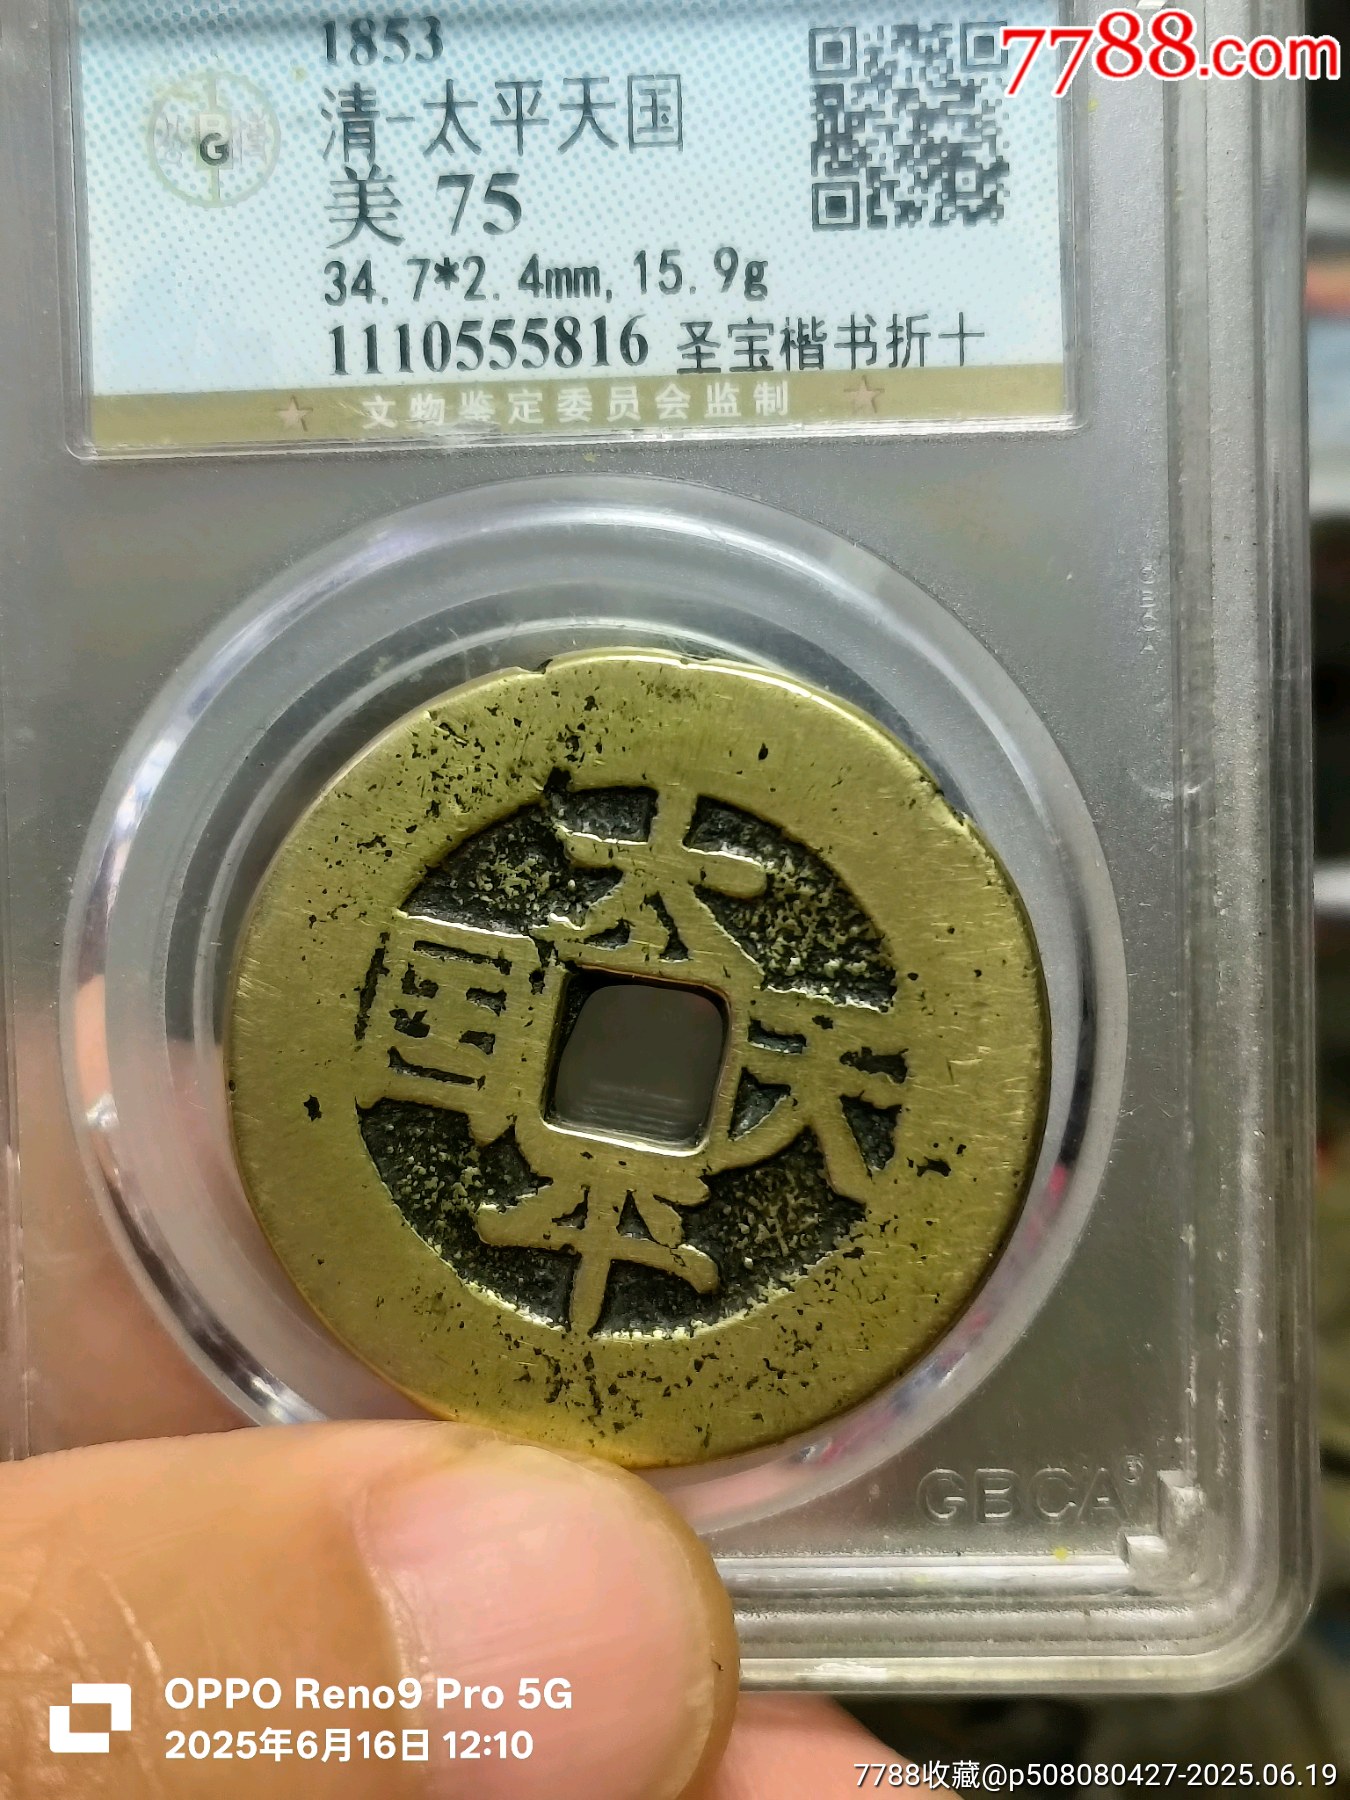 7788.com
1853
清-太平天国
G
美 75
34.7*2.4mm,15.9g
1110555816 圣宝楷书折十
文物鉴定委员会监制
太
国 天
平
GBCA®
OPPO Reno9 Pro 5G
2025年6月16日 12:10
7788收藏@p508080427-2025.06.19